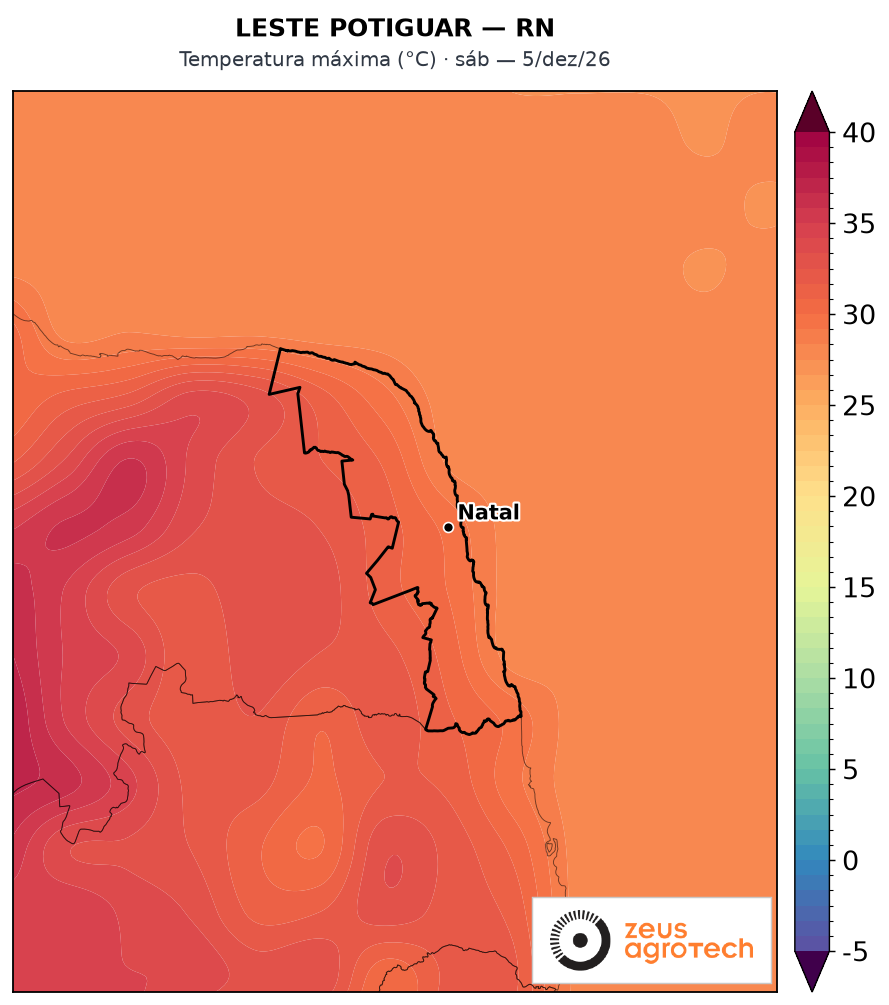 LESTE POTIGUAR — RN
Temperatura máxima (°C) · sáb — 5/dez/26
40
35
30
25
20
15
10
5
0
-5
Natal
zeus
agrotech